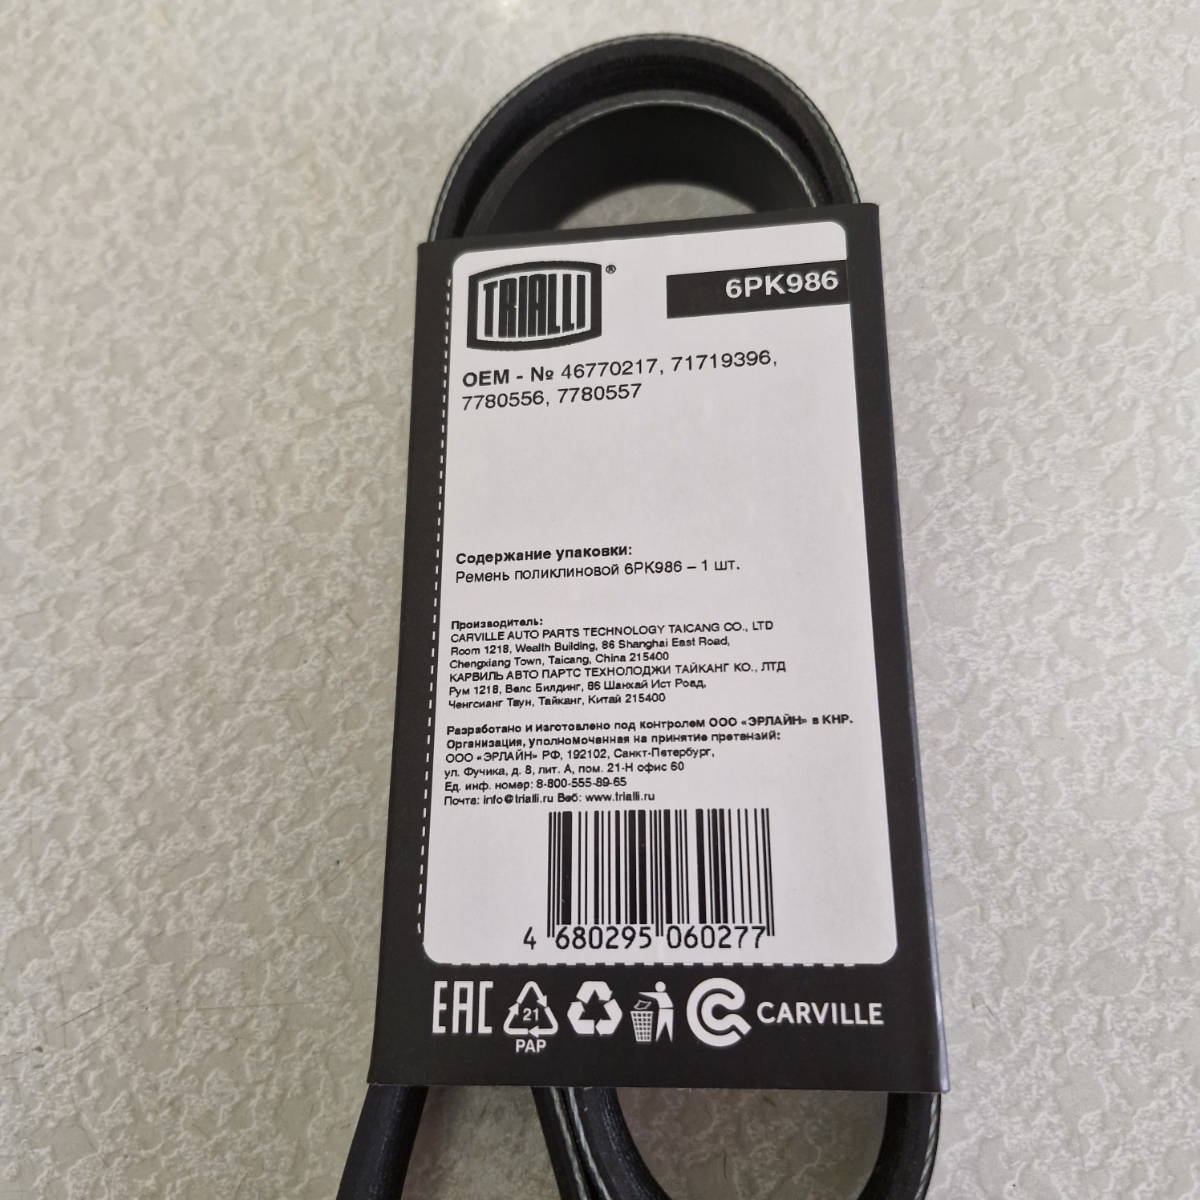 TRIALLI ®
6PK986
OEM - № 46770217, 71719396,
7780556, 7780557
Содержание упаковки:
Ремень поликлиновой 6PK986 – 1 шт.
Производитель:
CARVILLE AUTO PARTS TECHNOLOGY TAICANG CO., LTD
Room 1218, Wealth Building, 86 Shanghai East Road,
Chengxiang Town, Taicang, China 215400
КАРВИЛЬ АВТО ПАРТС ТЕХНОЛОДЖИ ТАЙКАНГ КО., ЛТД
Рум 1218, Велс Билдинг, 86 Шанхай Ист Роад,
Ченгсианг Таун, Тайканг, Китай 215400
Разработано и изготовлено под контролем ООО «ЭРЛАЙН» в КНР.
Организация, уполномоченная на принятие претензий:
ООО «ЭРЛАЙН» РФ, 192102, Санкт-Петербург,
ул. Фучика, д. 8, лит. А, пом. 21-Н офис 60
Ед. инф. номер: 8-800-555-89-65
Почта: info@trialli.ru Веб: www.trialli.ru
4 680295 060277
EAC 21 CARVILLE
PAP